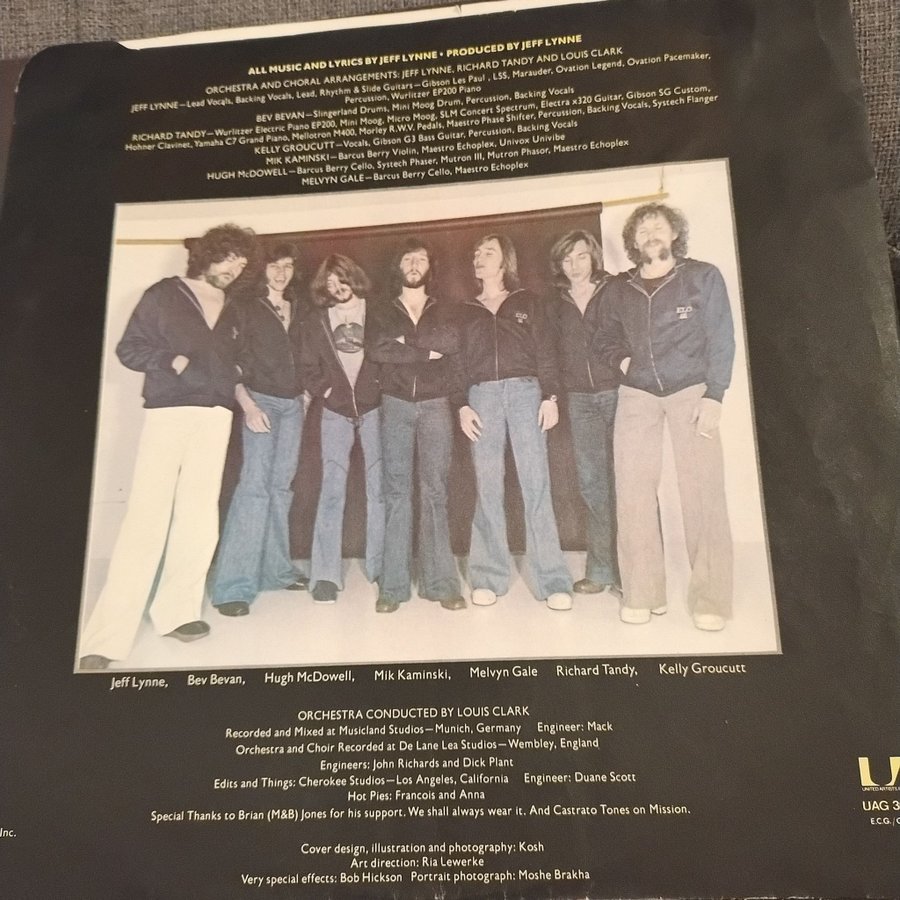 ALL MUSIC AND LYRICS BY JEFF LYNNE • PRODUCED BY JEFF LYNNE
ORCHESTRA AND CHORAL ARRANGEMENTS: JEFF LYNNE, RICHARD TANDY AND LOUIS CLARK
JEFF LYNNE—Lead Vocals, Backing Vocals, Lead, Rhythm & Slide Guitars—Gibson Les Paul, L5S, Marauder, Ovation Legend, Ovation Pacemaker,
Percussion, Wurlitzer EP200 Piano
BEV BEVAN—Slingerland Drums, Mini Moog Drum, Percussion, Backing Vocals
RICHARD TANDY—Wurlitzer Electric Piano EP200, Mini Moog, Micro Moog, SLM Concert Spectrum, Electra x320 Guitar, Gibson SG Custom,
Hohner Clavinet, Yamaha C7 Grand Piano, Mellotron M400, Morley R.W.V. Pedals, Maestro Phase Shifter, Percussion, Backing Vocals, Systech Flanger
KELLY GROUCUTT—Vocals, Gibson G3 Bass Guitar, Percussion, Backing Vocals
MIK KAMINSKI—Barcus Berry Violin, Maestro Echoplex, Univox Univibe
HUGH McDOWELL—Barcus Berry Cello, Systech Phaser, Mutron III, Mutron Phasor, Maestro Echoplex
MELVYN GALE—Barcus Berry Cello, Maestro Echoplex
ELO
Jeff Lynne, Bev Bevan, Hugh McDowell, Mik Kaminski, Melvyn Gale Richard Tandy, Kelly Groucutt
ORCHESTRA CONDUCTED BY LOUIS CLARK
Recorded and Mixed at Musicland Studios—Munich, Germany Engineer: Mack
Orchestra and Choir Recorded at De Lane Lea Studios—Wembley, England
Engineers: John Richards and Dick Plant
Edits and Things: Cherokee Studios—Los Angeles, California Engineer: Duane Scott
Hot Pies: Francois and Anna
Special Thanks to Brian (M&B) Jones for his support. We shall always wear it. And Castrato Tones on Mission.
Inc.
Cover design, illustration and photography: Kosh
Art direction: Ria Lewerke
Very special effects: Bob Hickson Portrait photograph: Moshe Brakha
UNITED ARTISTS
UAG 3
E.C.G./